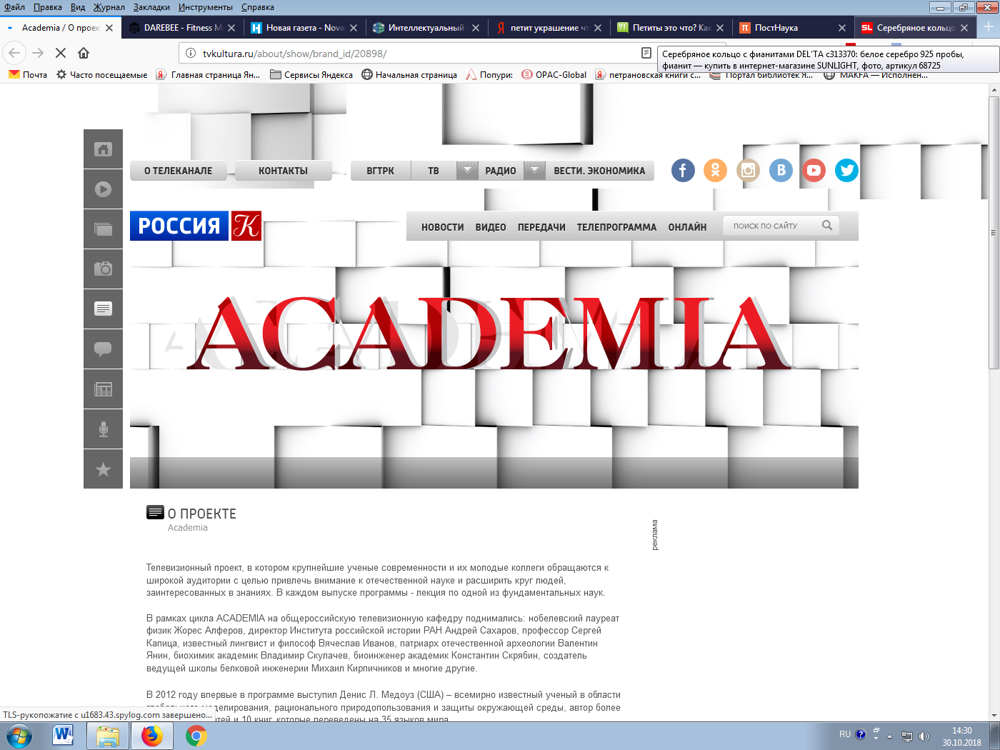 Файл Правка Вид Журнал Закладки Инструменты Справка
Academia / О проек
DAREBEE - Fitness M
Новая газета - Nova
Интеллектуальный
петит украшение чт
Петиты это что? Как
ПостНаука
Серебряное кольцо
tvkultura.ru/about/show/brand_id/20898/
Серебряное кольцо с фианитами DEL'TA с313370: белое серебро 925 пробы,
фианит — купить в интернет-магазине SUNLIGHT, фото, артикул 68725
Почта
Часто посещаемые
Главная страница Ян...
Сервисы Яндекса
Начальная страница
Попури:
OPAC-Global
петрановская книги с...
Портал библиотек Я...
МАКFA — Исполнен...
О ТЕЛЕКАНАЛЕ
КОНТАКТЫ
ВГТРК
ТВ
РАДИО
ВЕСТИ. ЭКОНОМИКА
РОССИЯ К
НОВОСТИ ВИДЕО ПЕРЕДАЧИ ТЕЛЕПРОГРАММА ОНЛАЙН
ПОИСК ПО САЙТУ
ACADEMIA
О ПРОЕКТЕ
Academia
реклама
Телевизионный проект, в котором крупнейшие ученые современности и их молодые коллеги обращаются к
широкой аудитории с целью привлечь внимание к отечественной науке и расширить круг людей,
заинтересованных в знаниях. В каждом выпуске программы - лекция по одной из фундаментальных наук.
В рамках цикла ACADEMIA на общероссийскую телевизионную кафедру поднимались: нобелевский лауреат
физик Жорес Алферов, директор Института российской истории РАН Андрей Сахаров, профессор Сергей
Капица, известный лингвист и философ Вячеслав Иванов, патриарх отечественной археологии Валентин
Янин, биохимик академик Владимир Скулачев, биоинженер академик Константин Скрябин, создатель
ведущей школы белковой инженерии Михаил Кирпичников и многие другие.
В 2012 году впервые в программе выступил Денис Л. Медоуз (США) – всемирно известный ученый в области
моделирования, рационального природопользования и защиты окружающей среды, автор более
и 10 книг, которые переведены на 35 языков мира
TLS-рукопожатие с u1683.43.spylog.com завершено...
RU
14:30
30.10.2018